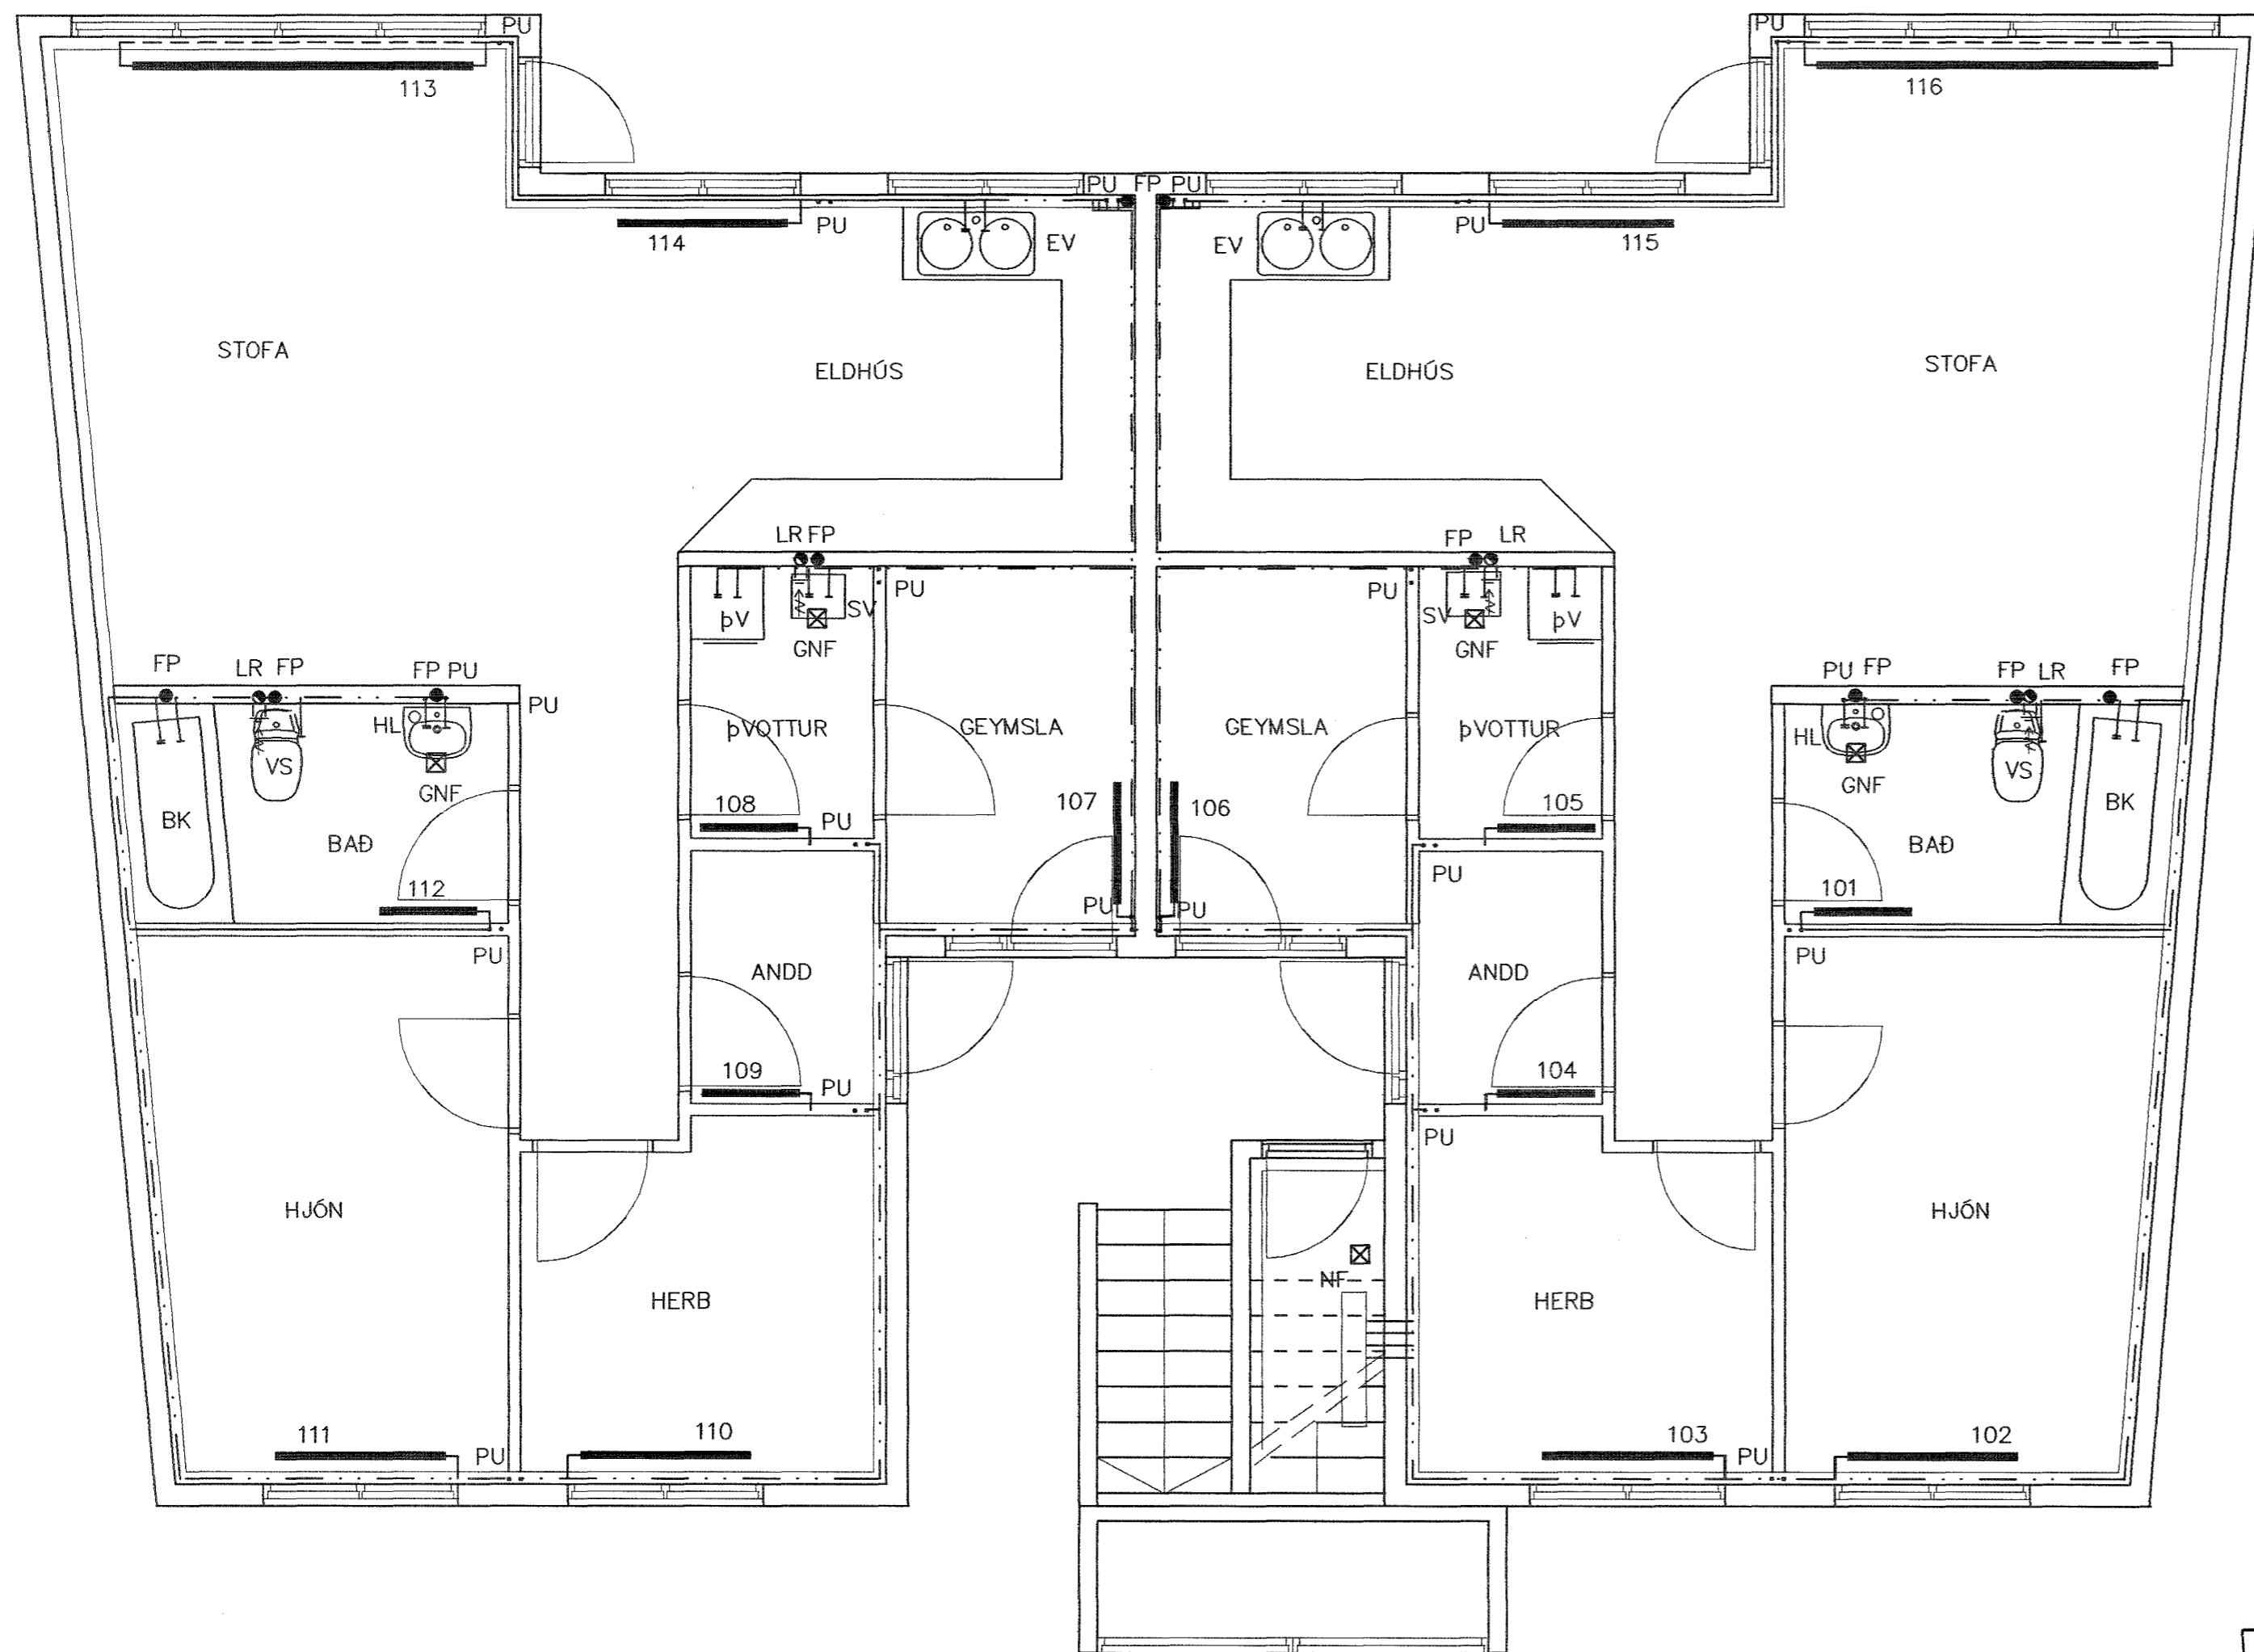 PU PU
113 116
PU FP PU
114 PU EV EV PU 115
STOFA ELDHÚS ELDHÚS STOFA
LR FP FP LR
PU PU
þV SV SV þV
GNF GNF
FP LR FP FP PU PU FP FP LR FP
PU
HL þVOTTUR GEYMSLA GEYMSLA þVOTTUR HL
VS VS
GNF GNF
BK 108 PU 107 106 105 BK
BAÐ BAÐ
PU
112 101
PU PU
PU PU
ANDD ANDD
109 PU 104
PU
HJÓN HJÓN
NF
HERB HERB
111 110 103 102
PU PU